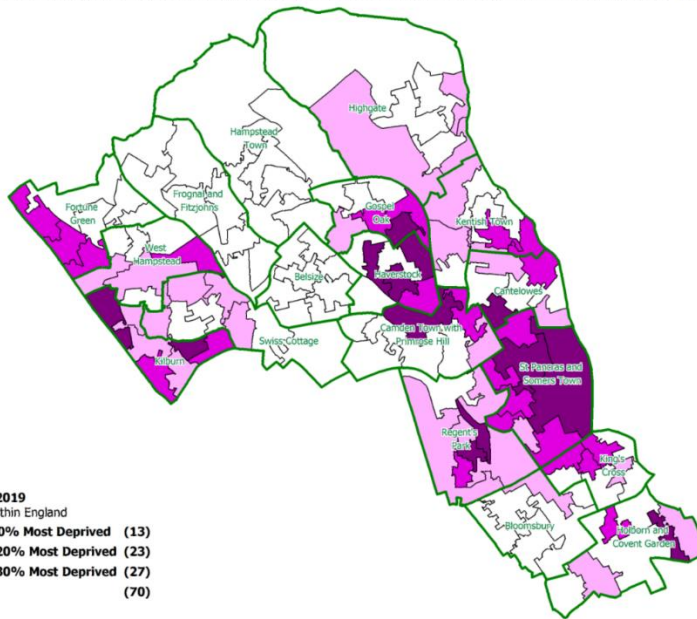 Highgate
Hampstead
Town
Frognal and
Fitzjohns
Fortune
Green
Gospel
Oak
Kentish Town
West
Hampstead
Belsize
Haverstock
Cantelowes
Swiss Cottage
Camden Town with
Primrose Hill
Kilburn
St Pancras and
Somers Town
Regent's
Park
King's
Cross
Bloomsbury
Holborn and
Covent Garden
2019
thin England
0% Most Deprived (13)
20% Most Deprived (23)
30% Most Deprived (27)
(70)